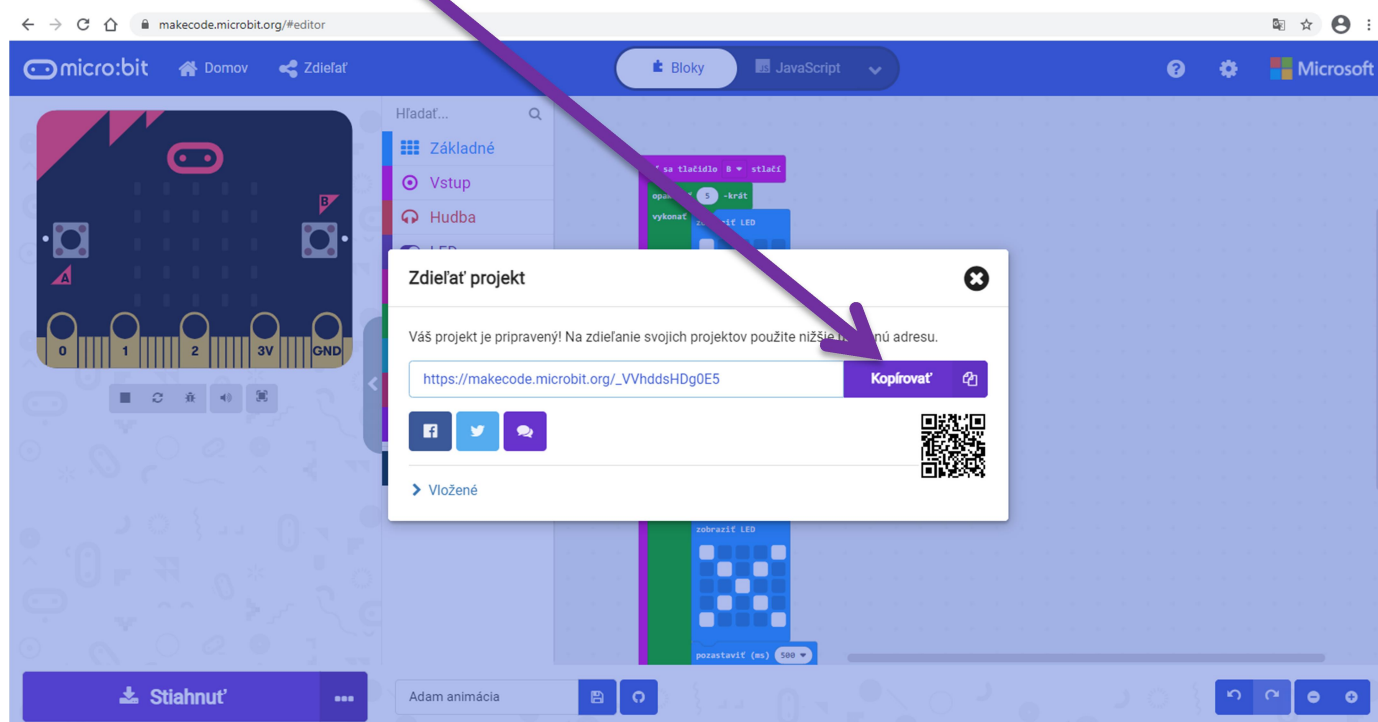 makecode.microbit.org/#editor
micro:bit Domov Zdieľať Bloky JavaScript Microsoft
Hľadať...
Základné
Vstup
Hudba
B
A
0 1 2 3V GND
sa tlačidlo B stlačí
5 -krát
vykonať LED
Zdieľať projekt
Váš projekt je pripravený! Na zdieľanie svojich projektov použite nižšie adresu.
https://makecode.microbit.org/_VVhddsHDg0E5 Kopírovať
Vložené
zobraziť LED
pozastaviť (ms) 500
Stiahnuť
Adam animácia